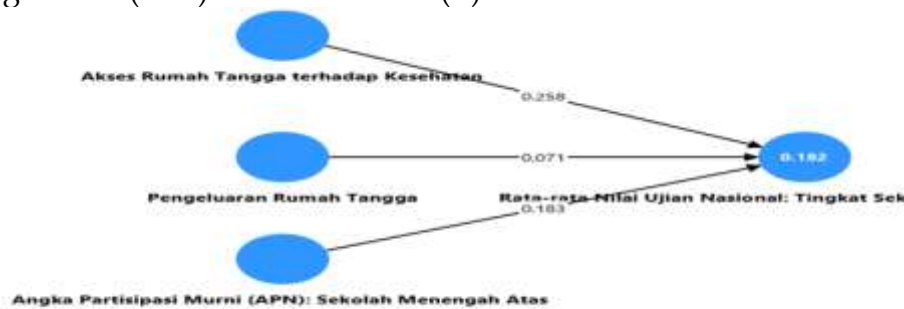 Akses Rumah Tangga terhadap Kesehatan
0.258
0.071
0.182
Pengeluaran Rumah Tangga
Rata-rata Nilai Ujian Nasional: Tingkat Sek
0.183
Angka Partisipasi Murni (APN): Sekolah Menengah Atas